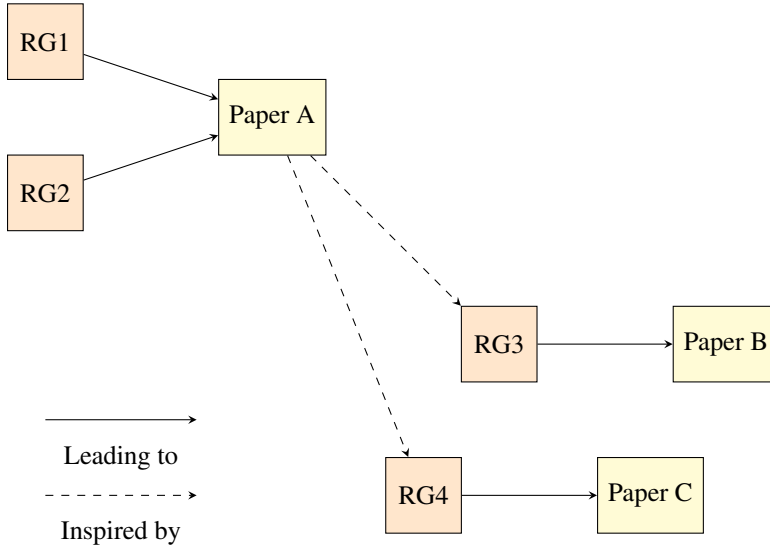 RG1
Paper A
RG2
RG3
Paper B
Leading to
RG4
Paper C
Inspired by